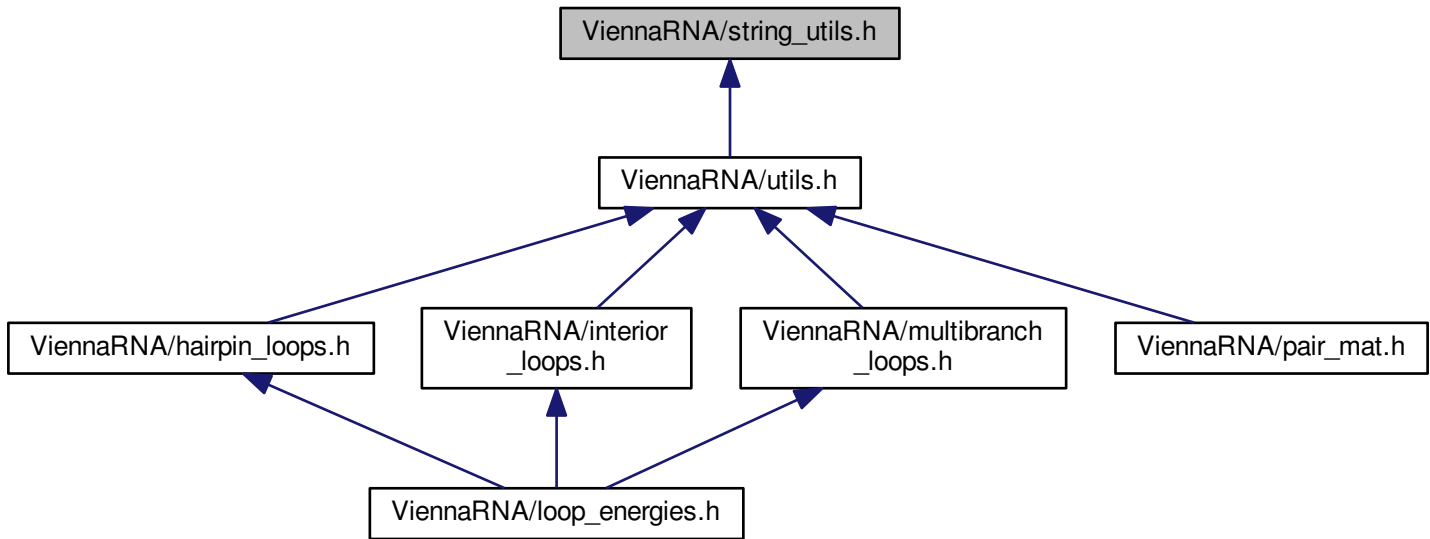 ViennaRNA/string_utils.h
ViennaRNA/utils.h
ViennaRNA/hairpin_loops.h
ViennaRNA/interior
_loops.h
ViennaRNA/multibranch
_loops.h
ViennaRNA/pair_mat.h
ViennaRNA/loop_energies.h